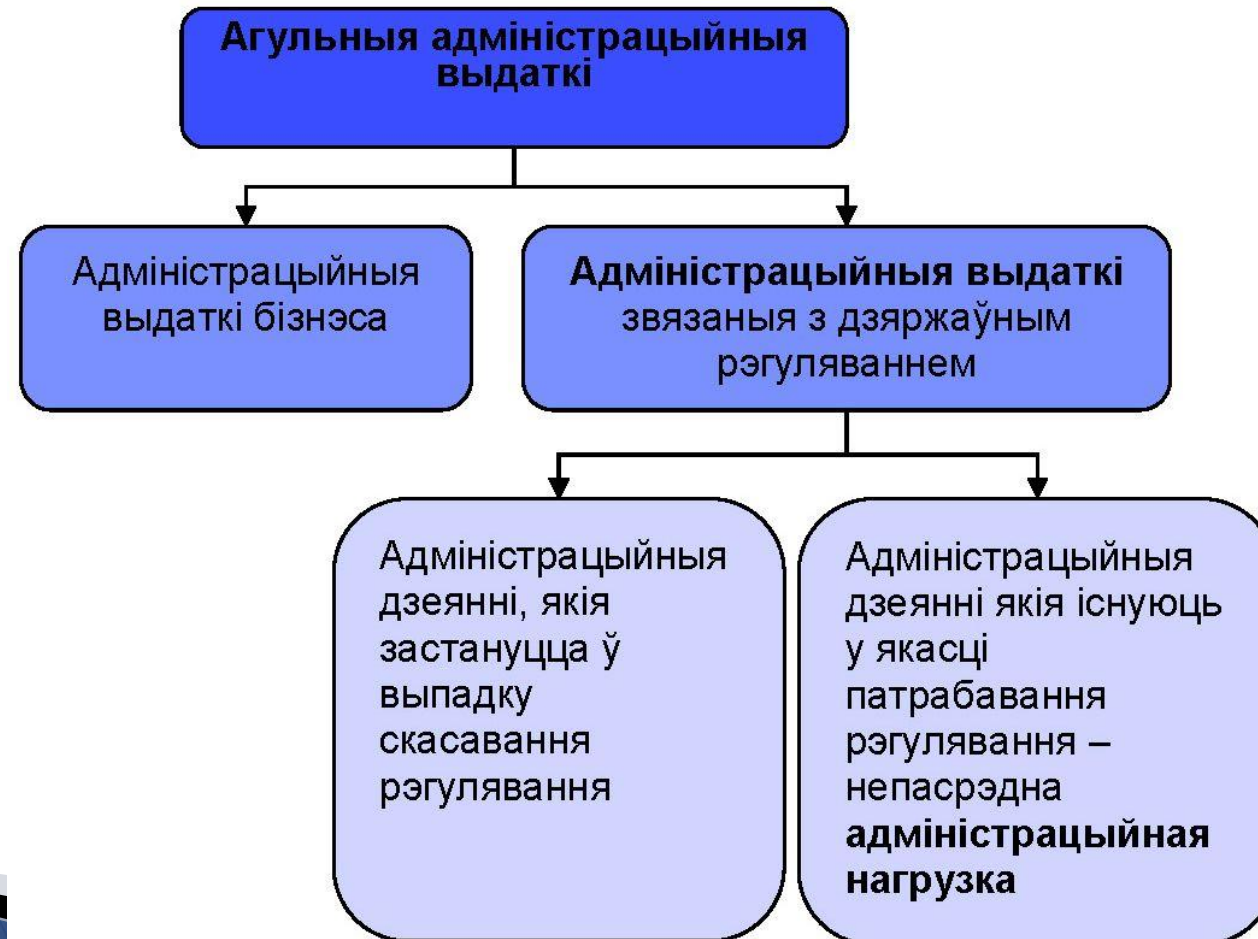 Агульныя адміністрацыйныя
выдаткі
Адміністрацыйныя
выдаткі бізнэса
Адміністрацыйныя выдаткі
звязаныя з дзяржаўным
рэгуляваннем
Адміністрацыйныя
дзеянні, якія
застануцца ў
выпадку
скасавання
рэгулявання
Адміністрацыйныя
дзеянні якія існуюць
у якасці
патрабавання
рэгулявання –
непасрэдна
адміністрацыйная
нагрузка